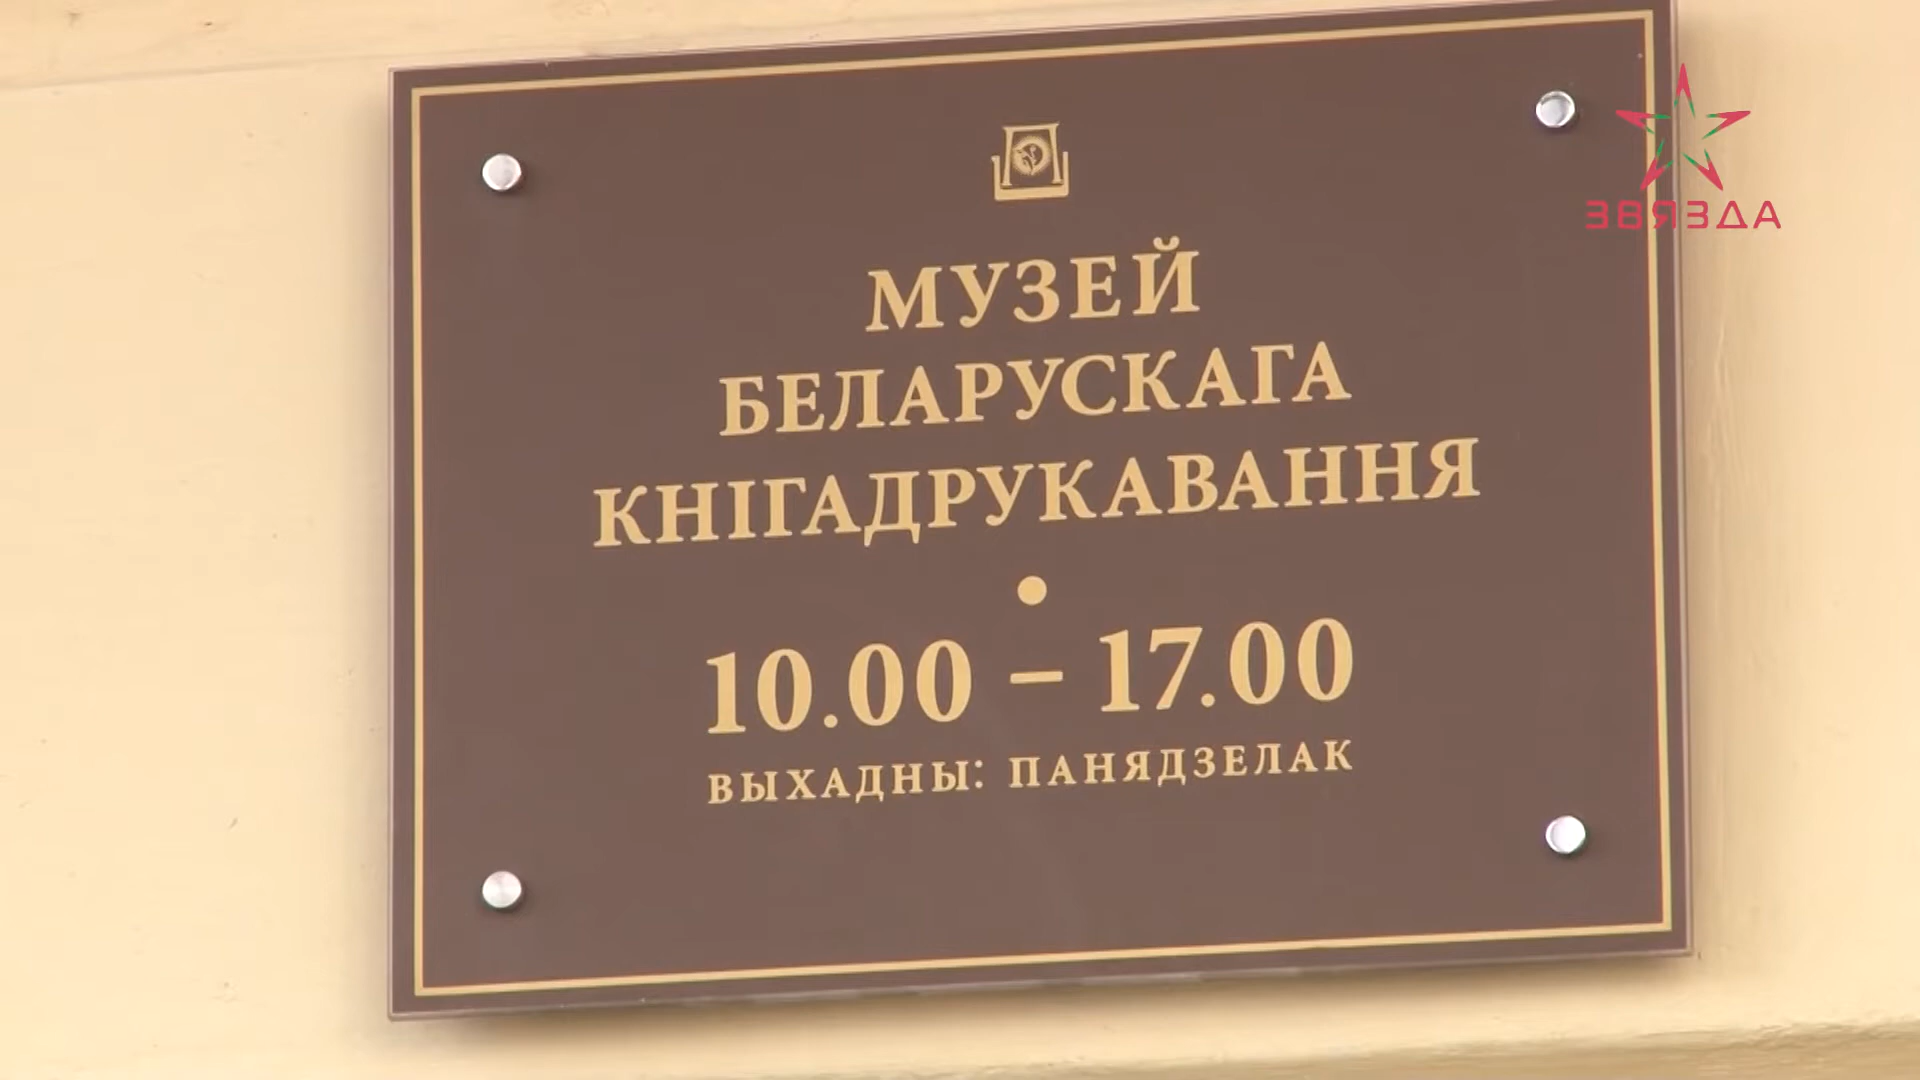 ЗВЯЗДА
МУЗЕЙ
БЕЛАРУСКАГА
КНІГАДРУКАВАННЯ
10.00 – 17.00
ВЫХАДНЫ: ПАНЯДЗЕЛАК